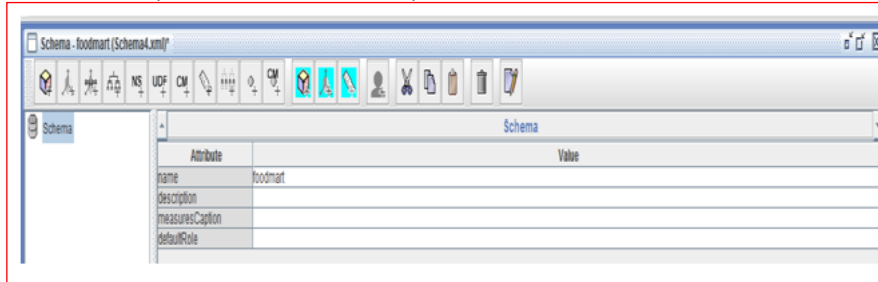 Schema - foodmart (Schema4.xml)*
NS UDF CM CM
Schema
Schema
Attribute Value
name foodmart
description
measuresCaption
defaultRole